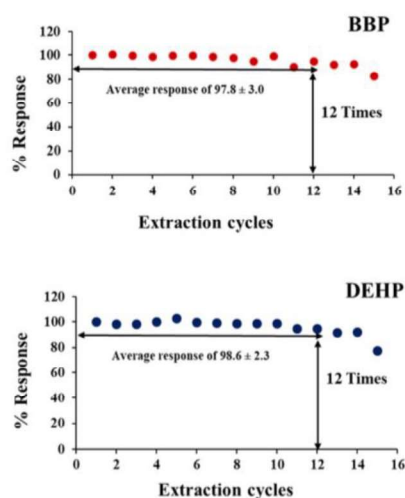 BBP
% Response
120
100
80
60
40
20
0
Average response of 97.8 ± 3.0
12 Times
0 2 4 6 8 10 12 14 16
Extraction cycles
DEHP
% Response
120
100
80
60
40
20
0
Average response of 98.6 ± 2.3
12 Times
0 2 4 6 8 10 12 14 16
Extraction cycles